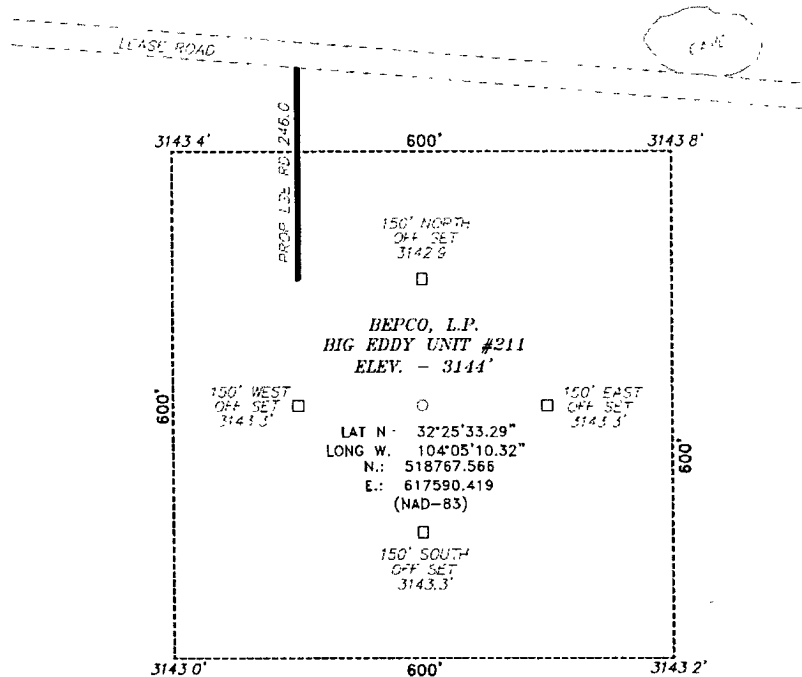 LEASE ROAD
CAVE
PROP LSE RD 246.0
3143 4' 600' 3143 8'
150' NORTH
OFF SET
3142 9
BEPCO, L.P.
BIG EDDY UNIT #211
ELEV. - 3144'
600'
150' WEST
OFF SET
3143 3'
150' EAST
OFF SET
3143.3'
600'
LAT N - 32°25'33.29"
LONG W. 104°05'10.32"
N.: 518767.566
E.: 617590.419
(NAD-83)
150' SOUTH
OFF SET
3143.3'
3143 0' 600' 3143 2'